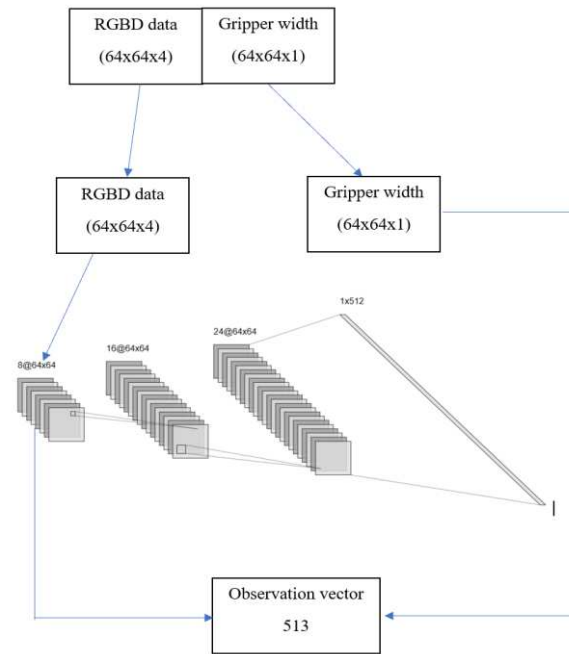 RGBD data
(64x64x4)
Gripper width
(64x64x1)
RGBD data
(64x64x4)
Gripper width
(64x64x1)
8@64x64
16@64x64
24@64x64
1x512
Observation vector
513